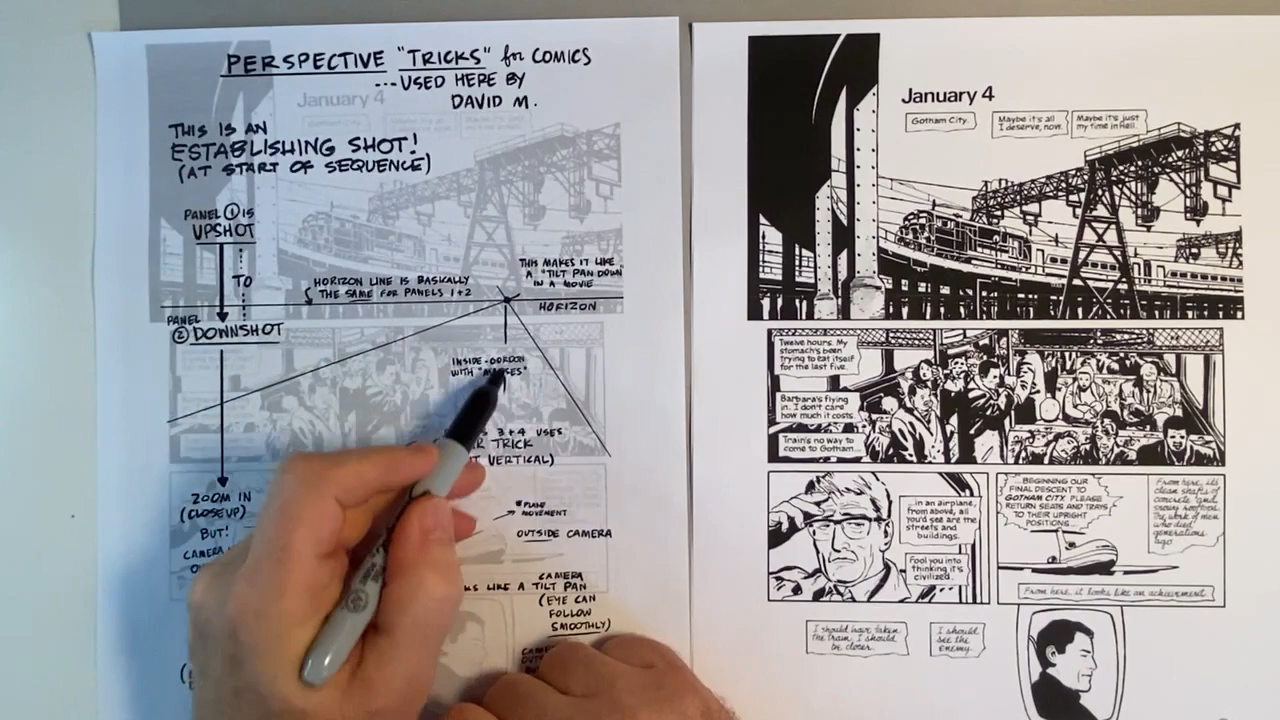 PERSPECTIVE "TRICKS" for COMICS
...USED HERE BY
DAVID M.
January 4
Gotham City.
THIS IS AN
ESTABLISHING SHOT!
(AT START OF SEQUENCE)
PANEL 1 IS
UPSHOT
TO
HORIZON LINE IS BASICALLY
THE SAME FOR PANELS 1+2
THIS MAKES IT LIKE
A "TILT PAN DOWN
IN A MOVIE
HORIZON
PANEL
2 DOWNSHOT
INSIDE-GORDON
WITH "MASSES"
3+4 USES
TRICK
VERTICAL)
ZOOM IN
(CLOSEUP)
BUT!
CAMERA
PLANE
MOVEMENT
OUTSIDE CAMERA
LIKE A TILT PAN
CAMERA
(EYE CAN
FOLLOW
SMOOTHLY)
January 4
Gotham City.
Maybe it's all
I deserve, now.
Maybe it's just
my time in Hell.
Twelve hours. My
stomach's been
trying to eat itself
for the last five.
Barbara's flying
in. I don't care
how much it costs.
Train's no way to
come to Gotham...
...in an airplane,
from above, all
you'd see are the
streets and
buildings.
Fool you into
thinking it's
civilized.
...BEGINNING OUR
FINAL DESCENT TO
GOTHAM CITY. PLEASE
RETURN SEATS AND TRAYS
TO THEIR UPRIGHT
POSITIONS...
From here, it's
clean shafts of
concrete and
snowy rooftops.
The work of men
who died
generations
ago.
From here, it looks like an achievement.
I should have taken
the train. I should
be closer.
I should
see the
enemy.